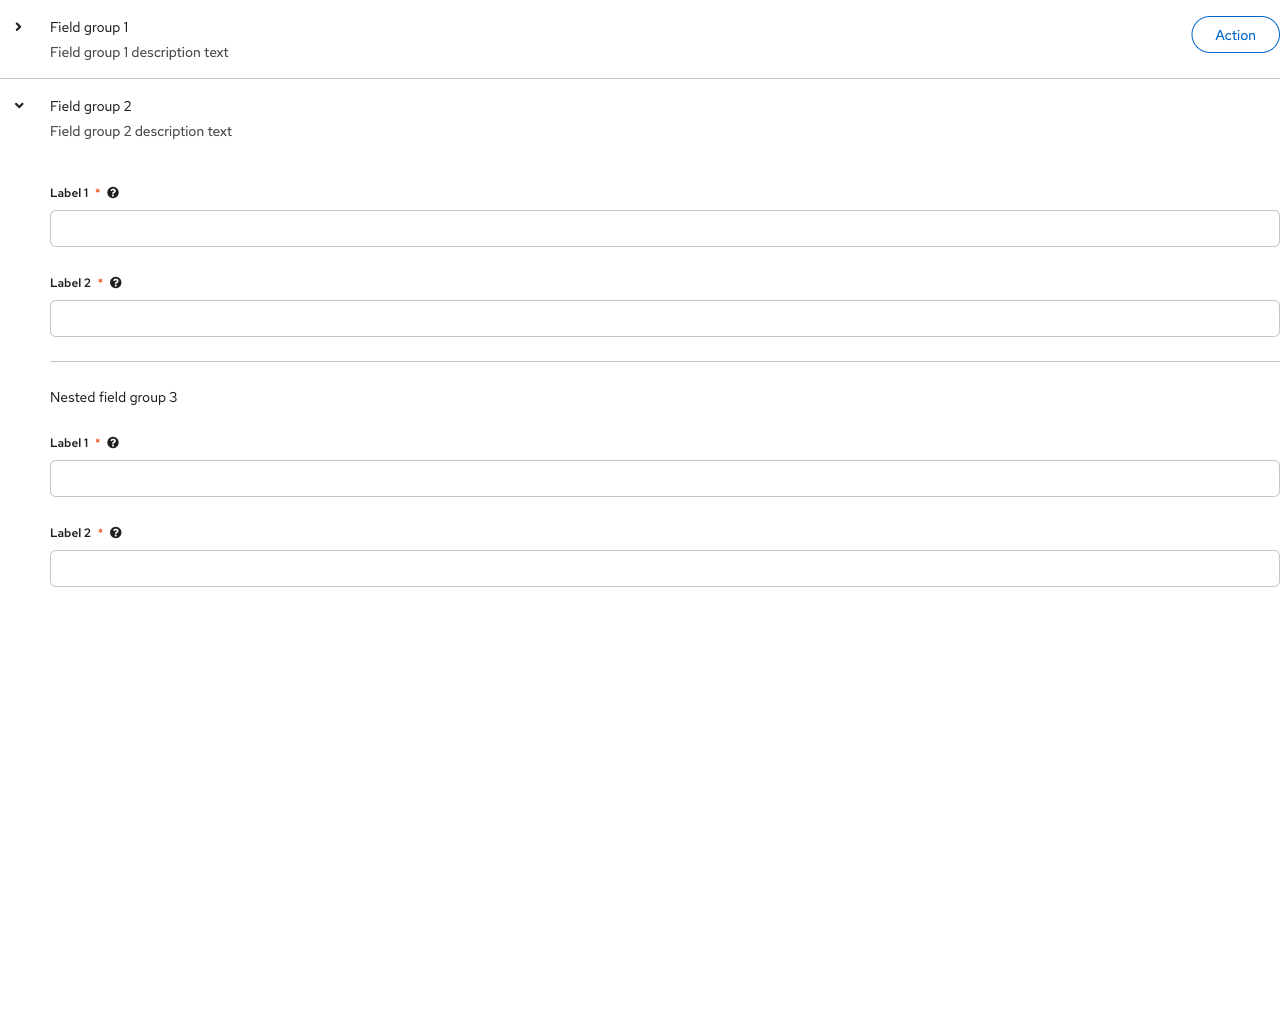 Field group 1
Field group 1 description text
Action
Field group 2
Field group 2 description text
Label 1 *
Label 2 *
Nested field group 3
Label 1 *
Label 2 *